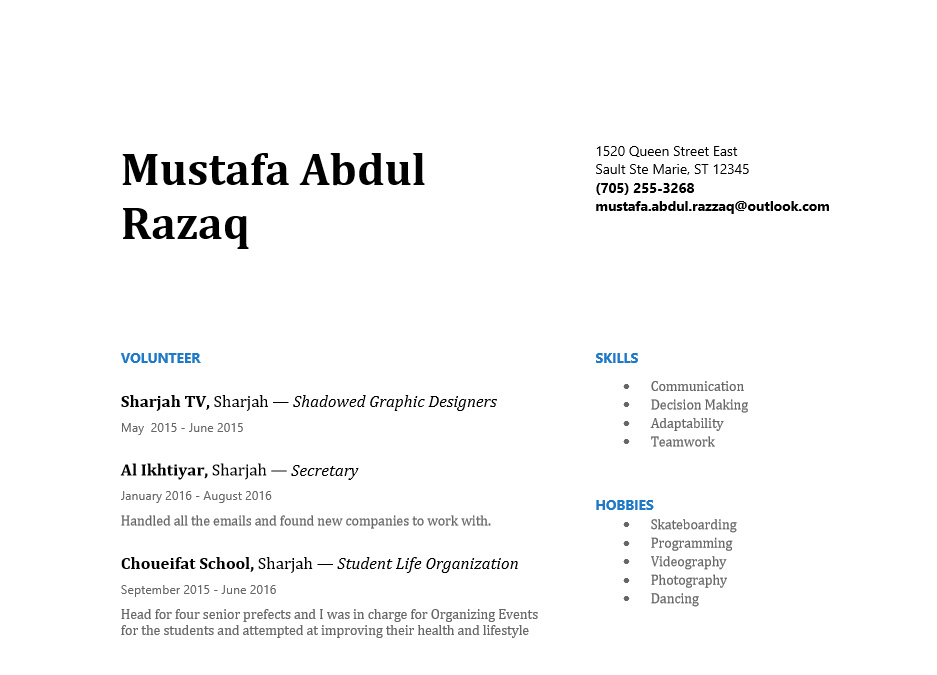 Mustafa Abdul
Razaq
1520 Queen Street East
Sault Ste Marie, ST 12345
(705) 255-3268
mustafa.abdul.razzaq@outlook.com
VOLUNTEER
Sharjah TV, Sharjah — Shadowed Graphic Designers
May  2015 - June 2015
Al Ikhtiyar, Sharjah — Secretary
January 2016 - August 2016
Handled all the emails and found new companies to work with.
Choueifat School, Sharjah — Student Life Organization
September 2015 - June 2016
Head for four senior prefects and I was in charge for Organizing Events
for the students and attempted at improving their health and lifestyle
SKILLS
• Communication
• Decision Making
• Adaptability
• Teamwork
HOBBIES
• Skateboarding
• Programming
• Videography
• Photography
• Dancing